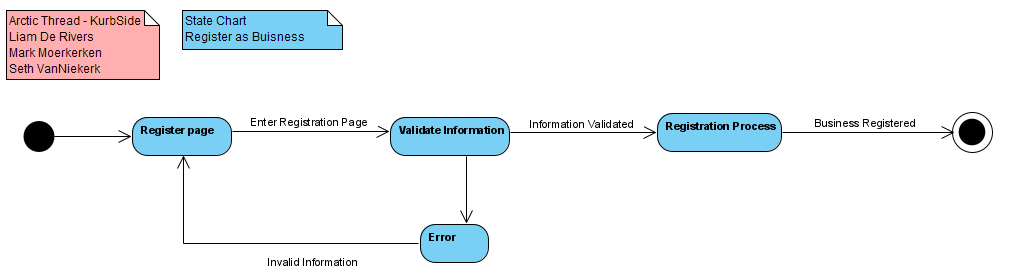 Arctic Thread - KurbSide
Liam De Rivers
Mark Moerkerken
Seth VanNiekerk
State Chart
Register as Buisness
Register page
Enter Registration Page
Validate Information
Information Validated
Registration Process
Business Registered
Error
Invalid Information